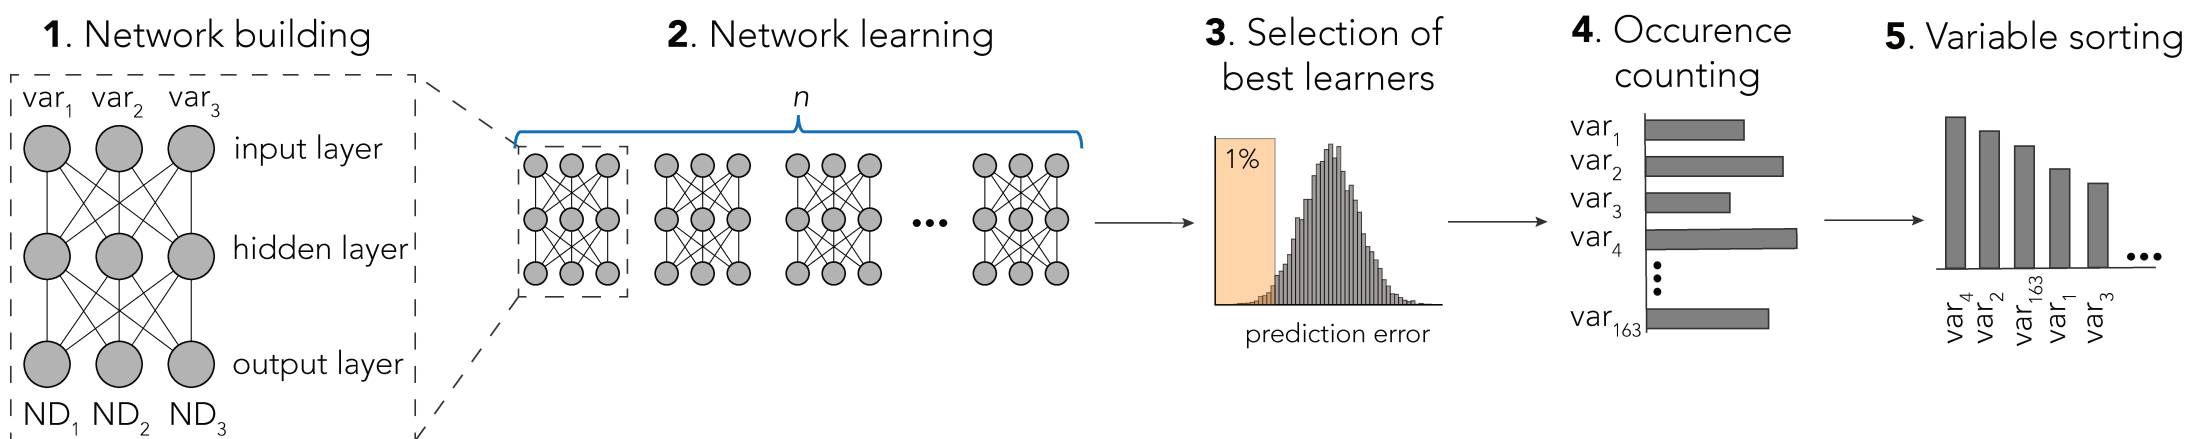 1. Network building
var1 var2 var3
input layer
hidden layer
output layer
ND1 ND2 ND3
2. Network learning
n
3. Selection of
best learners
1%
prediction error
4. Occurence
counting
var1
var2
var3
var4
var163
5. Variable sorting
var4
var2
var163
var1
var3